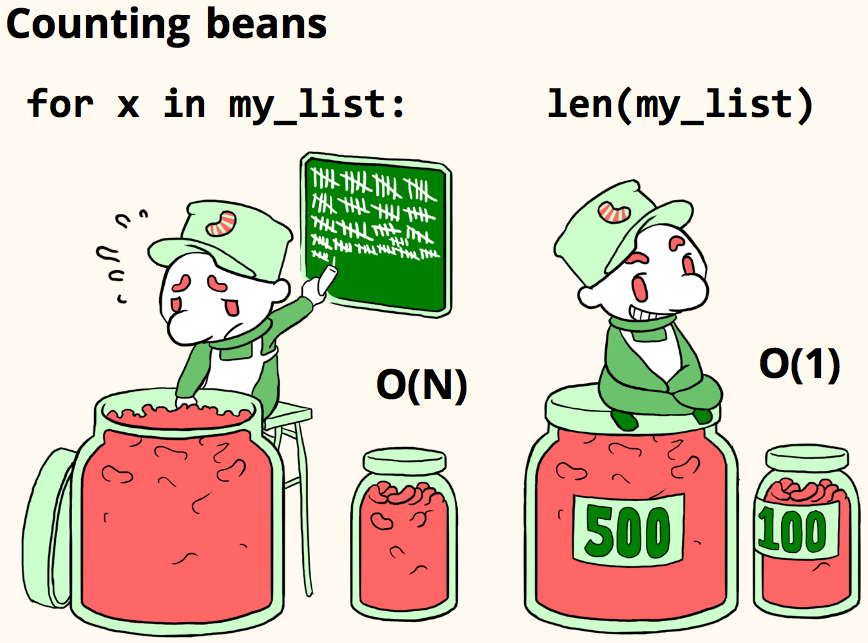 Counting beans
for x in my_list:
len(my_list)
O(N)
O(1)
500
100